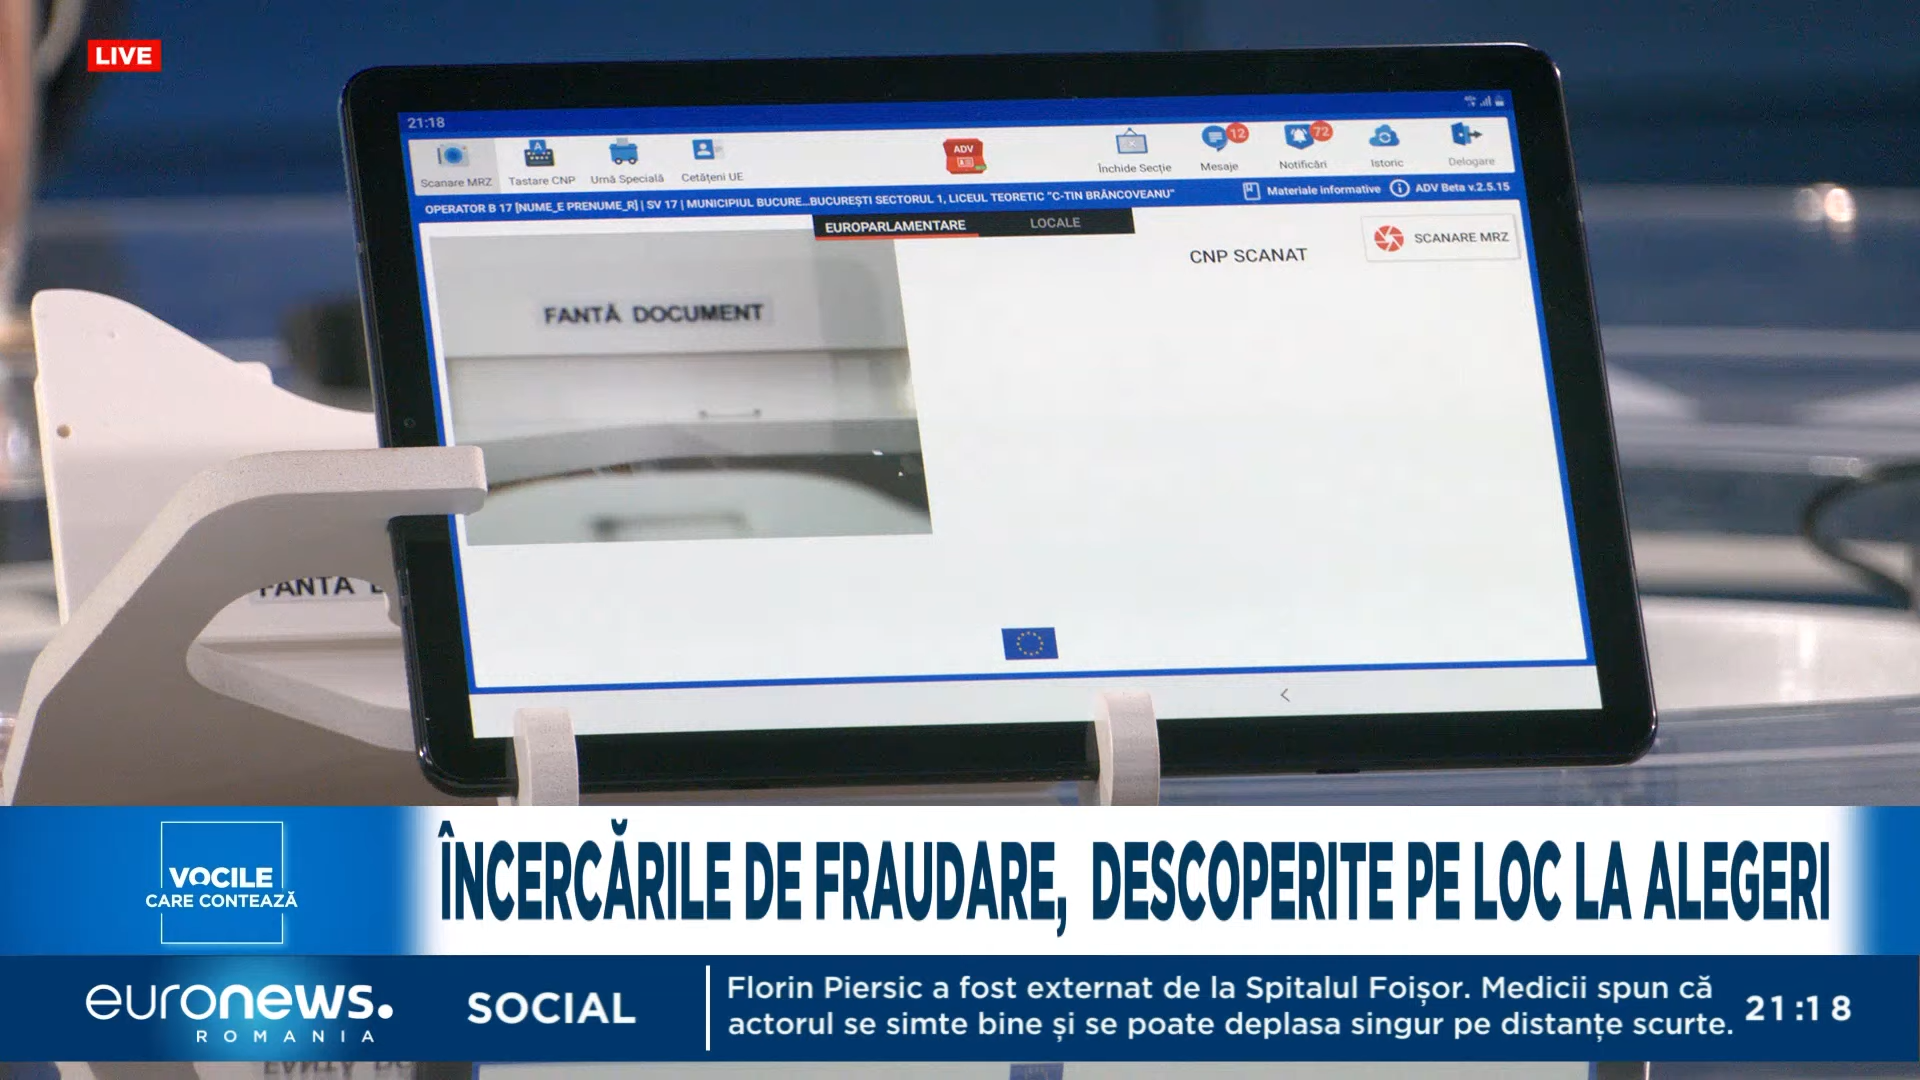 LIVE
21:18
Scanare MRZ
Tastare CNP
Urnă Specială
Cetățeni UE
ADV
Închide Secție
12
Mesaje
72
Notificări
Istoric
Delogare
OPERATOR B 17 [NUME_E PRENUME_R] | SV 17 | MUNICIPIUL BUCURE...BUCUREȘTI SECTORUL 1, LICEUL TEORETIC "C-TIN BRÂNCOVEANU"
Materiale informative
ADV Beta v.2.5.15
EUROPARLAMENTARE
LOCALE
CNP SCANAT
SCANARE MRZ
FANTĂ DOCUMENT
VOCILE
CARE CONTEAZĂ
ÎNCERCĂRILE DE FRAUDARE, DESCOPERITE PE LOC LA ALEGERI
euronews.
ROMANIA
SOCIAL
Florin Piersic a fost externat de la Spitalul Foișor. Medicii spun că
actorul se simte bine și se poate deplasa singur pe distanțe scurte.
21:18